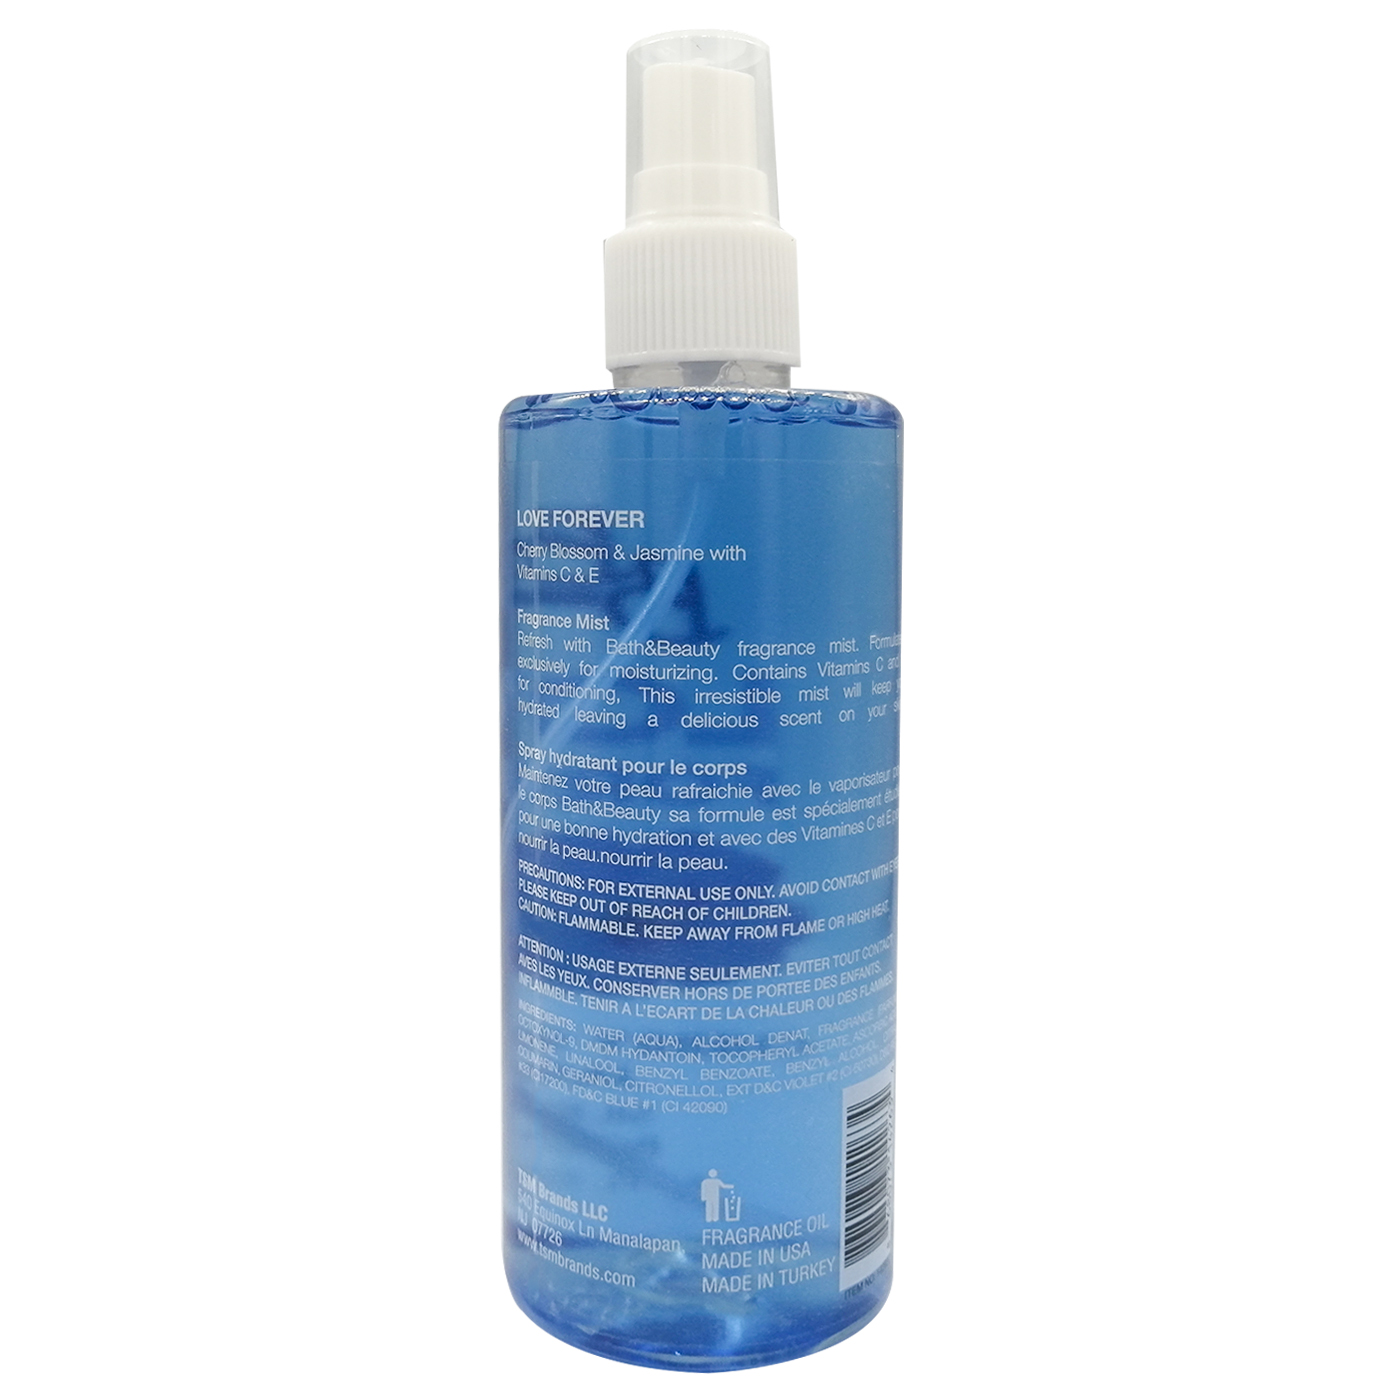 LOVE FOREVER
Cherry Blossom & Jasmine with
Vitamins C & E
Fragrance Mist
Refresh with Bath&Beauty fragrance mist.
exclusively for moisturizing. Contains Vitamins C and
for conditioning, This irresistible mist will keep
hydrated leaving a delicious scent on your
Spray hydratant pour le corps
Maintenez votre peau rafraichie avec le vaporisateur
le corps Bath&Beauty sa formule est spécialement
pour une bonne hydration et avec des Vitamines C et E
nourrir la peau.nourrir la peau.
PRECAUTIONS: FOR EXTERNAL USE ONLY. AVOID CONTACT WITH
PLEASE KEEP OUT OF REACH OF CHILDREN.
CAUTION: FLAMMABLE. KEEP AWAY FROM FLAME OR HIGH HEAT.
ATTENTION : USAGE EXTERNE SEULEMENT. EVITER TOUT CONTACT
AVES LES YEUX. CONSERVER HORS DE PORTEE DES ENFANTS.
INFLAMMBLE. TENIR A L'ECART DE LA CHALEUR OU DES FLAMMES.
INGREDIENTS: WATER (AQUA), ALCOHOL DENAT, FRAGRANCE
OCTOXYNOL-9, DMDM HYDANTOIN, TOCOPHERYL ACETATE,
LIMONENE, LINALOOL, BENZYL BENZOATE, BENZYL ALCOHOL,
COUMARIN, GERANIOL, CITRONELLOL, EXT D&C VIOLET #2
#33 (CI 17200), FD&C BLUE #1 (CI 42090)
TSM Brands LLC
540 Equinox Ln Manalapan
NJ 07726
www.tsmbrands.com
FRAGRANCE OIL
MADE IN USA
MADE IN TURKEY
ITEM NO